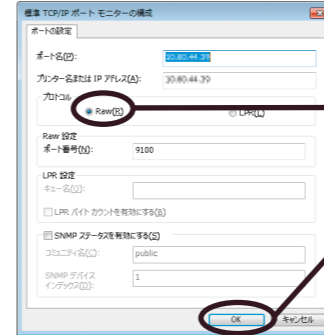 標準 TCP/IP ポート モニターの構成
ポートの設定
ポート名(P): 10.80.44.39
プリンター名または IP アドレス(A): 10.80.44.39
プロトコル
Raw(R) LPR(L)
Raw 設定
ポート番号(N): 9100
LPR 設定
キュー名(Q):
LPR バイト カウントを有効にする(B)
SNMP ステータスを有効にする(S)
コミュニティ名(C): public
SNMP デバイス
インデックス(D): 1
OK キャンセル